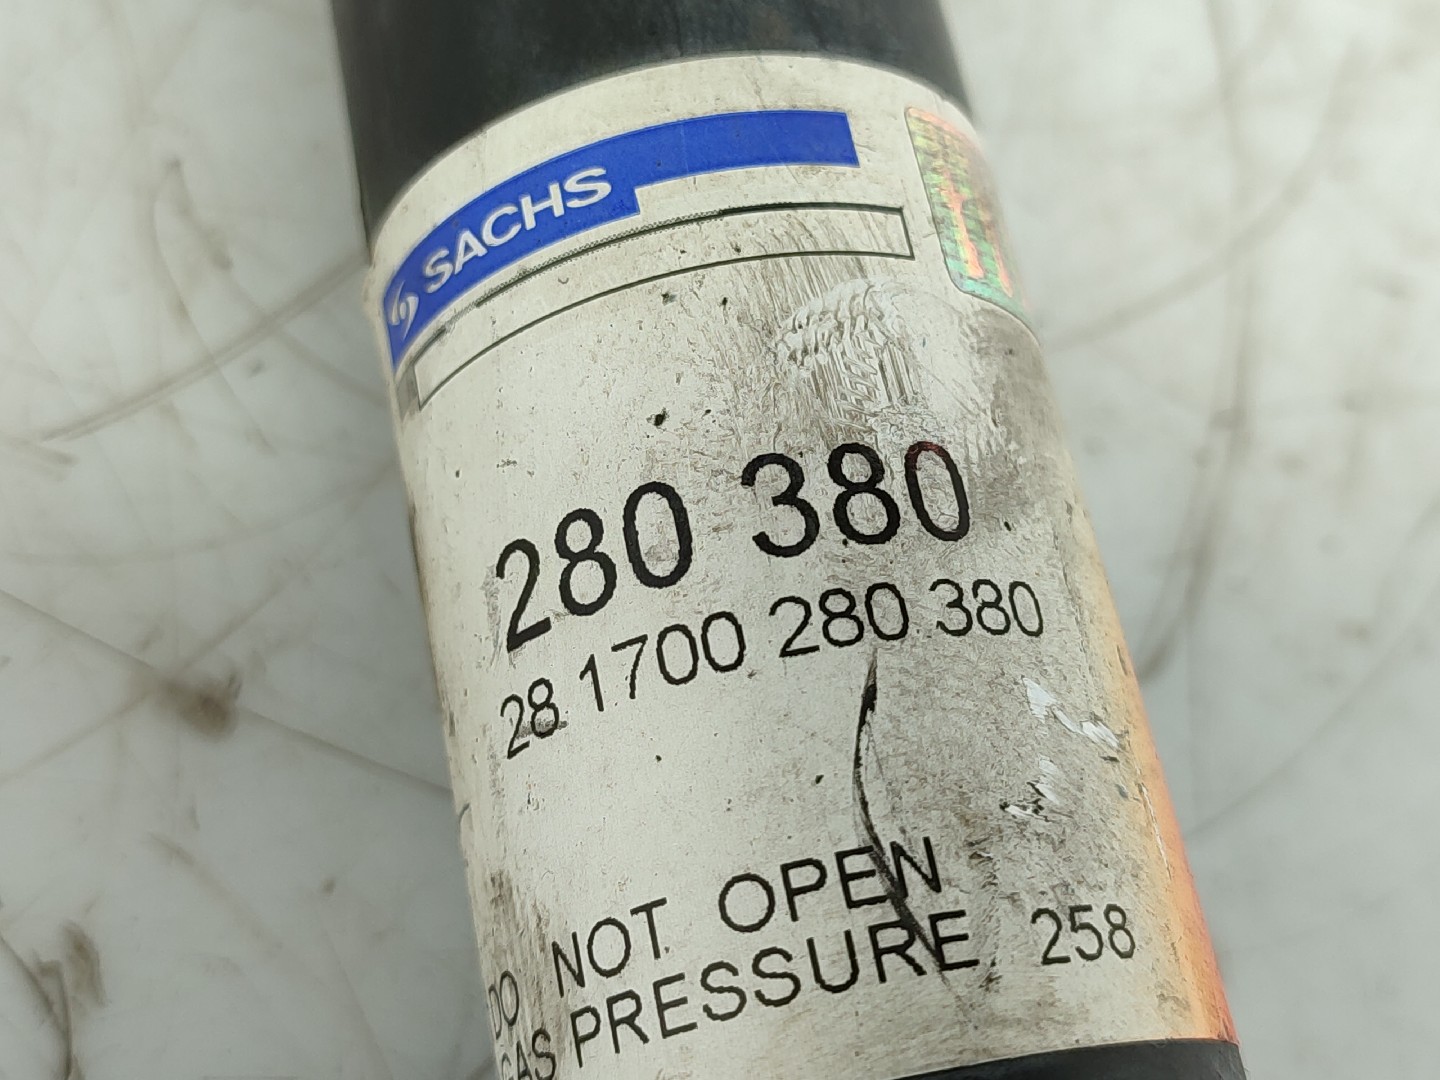 SACHS
280 380
28 1700 280 380
DO NOT OPEN
GAS PRESSURE 258